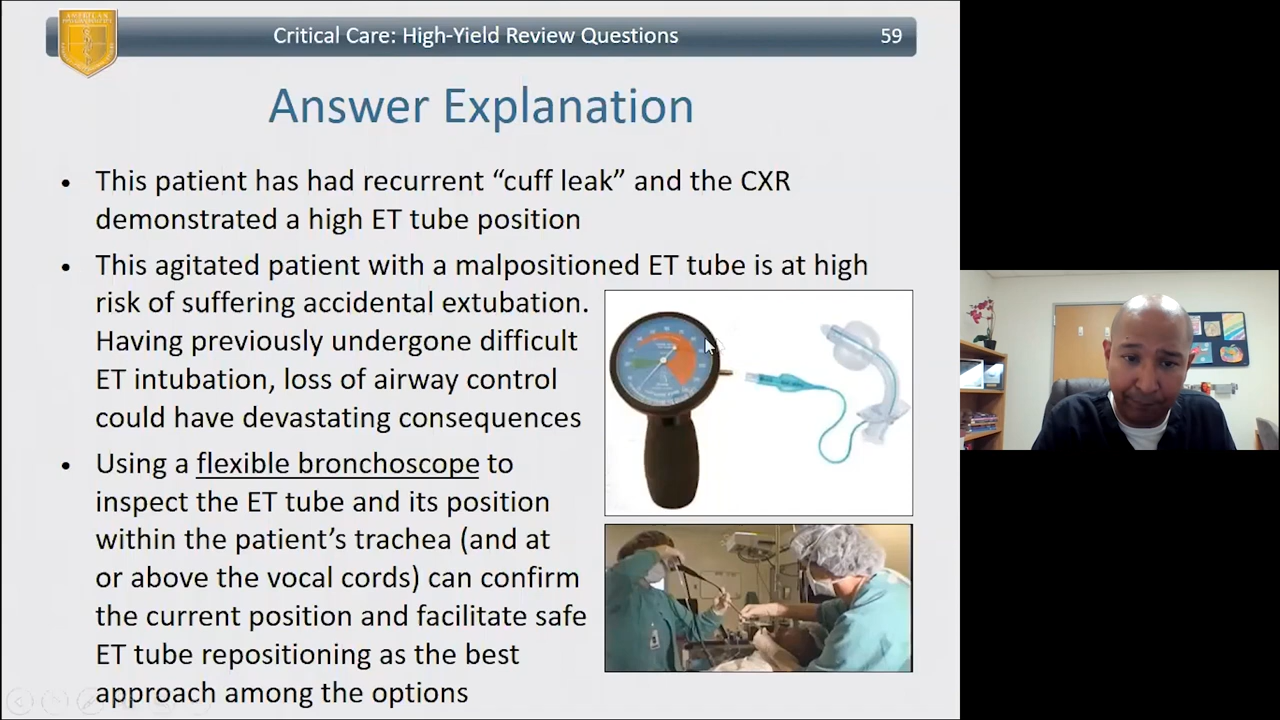 AMERICAN
Critical Care: High-Yield Review Questions 59
Answer Explanation
• This patient has had recurrent “cuff leak” and the CXR
demonstrated a high ET tube position
• This agitated patient with a malpositioned ET tube is at high
risk of suffering accidental extubation.
Having previously undergone difficult
ET intubation, loss of airway control
could have devastating consequences
• Using a flexible bronchoscope to
inspect the ET tube and its position
within the patient’s trachea (and at
or above the vocal cords) can confirm
the current position and facilitate safe
ET tube repositioning as the best
approach among the options